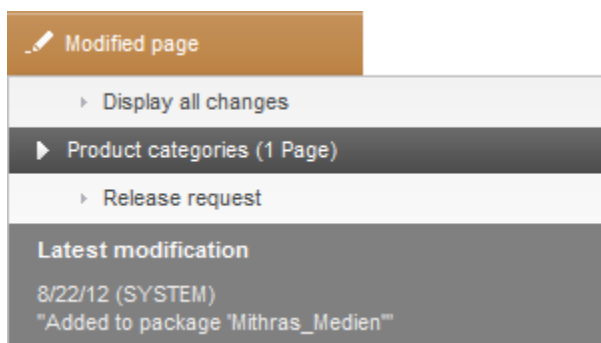 Modified page
Display all changes
Product categories (1 Page)
Release request
Latest modification
8/22/12 (SYSTEM)
"Added to package 'Mithras_Medien'"